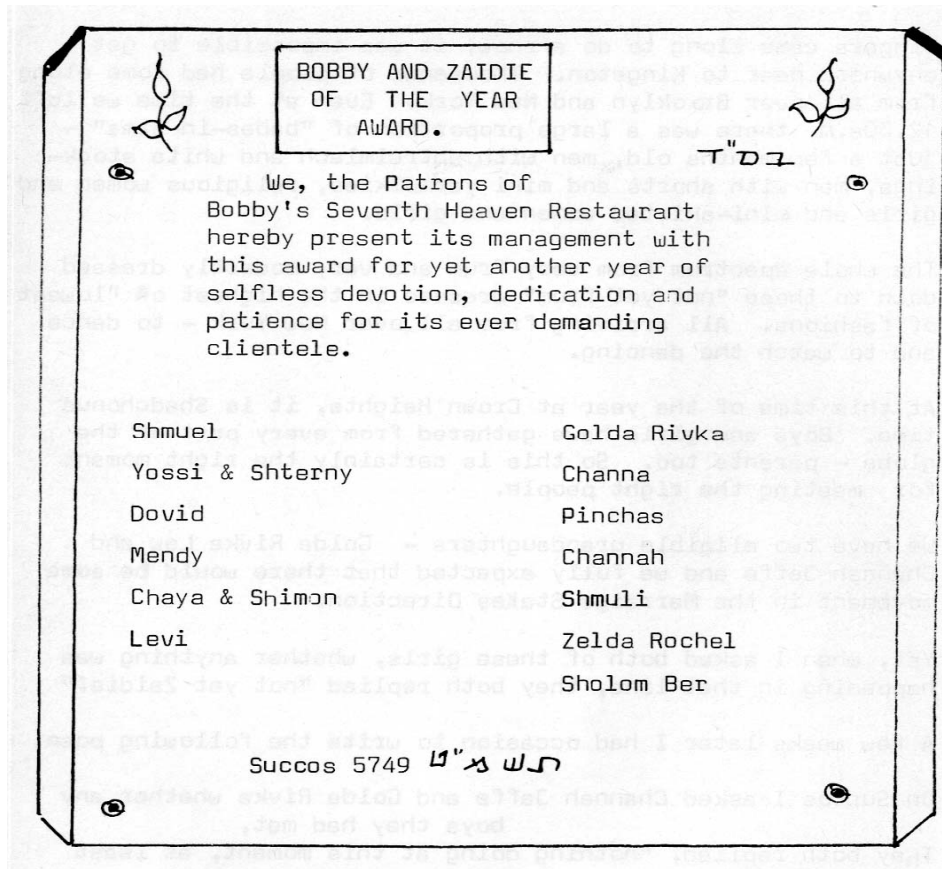 BOBBY AND ZAIDIE
OF THE YEAR
AWARD.
בס"ד
We, the Patrons of
Bobby's Seventh Heaven Restaurant
hereby present its management with
this award for yet another year of
selfless devotion, dedication and
patience for its ever demanding
clientele.
Shmuel
Yossi & Shterny
Dovid
Mendy
Chaya & Shimon
Levi
Golda Rivka
Channa
Pinchas
Channah
Shmuli
Zelda Rochel
Sholom Ber
Succos 5749 תשמ"ט